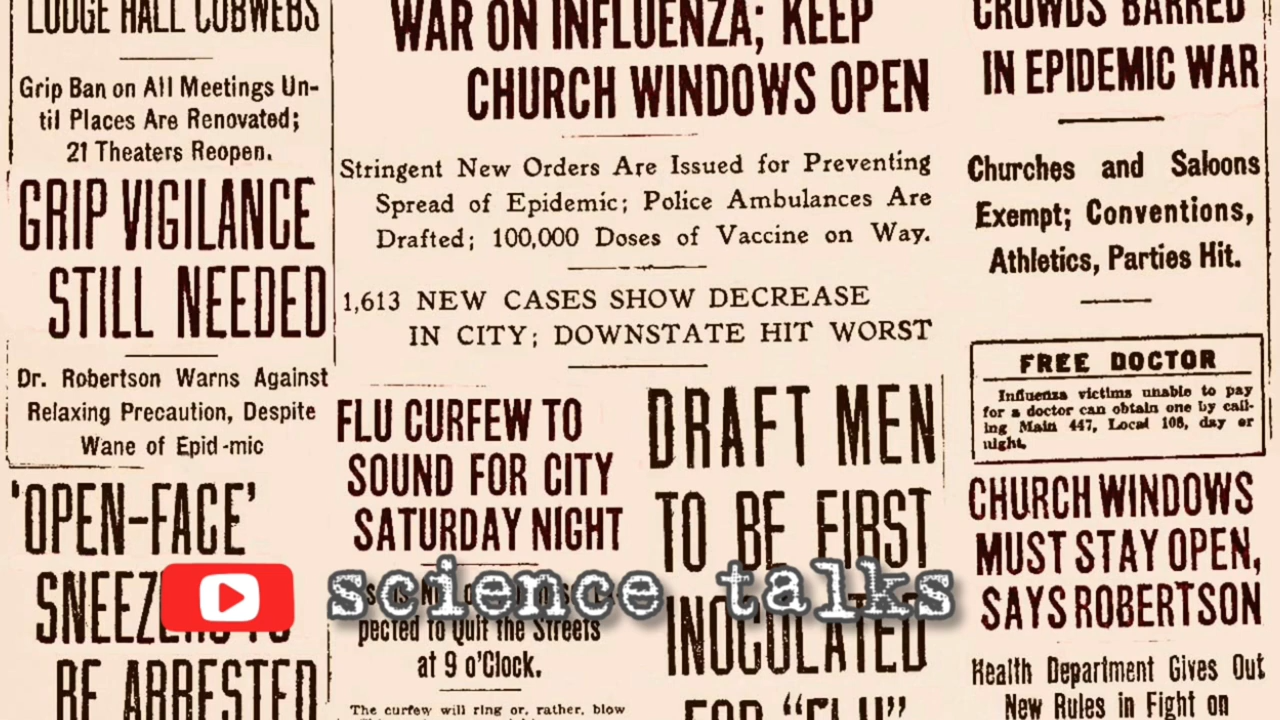 LODGE HALL COBWEBS
Grip Ban on All Meetings Un-
til Places Are Renovated;
21 Theaters Reopen.
GRIP VIGILANCE
STILL NEEDED
Dr. Robertson Warns Against
Relaxing Precaution, Despite
Wane of Epid-mic
'OPEN-FACE'
SNEEZERS TO
BE ARRESTED
WAR ON INFLUENZA; KEEP
CHURCH WINDOWS OPEN
Stringent New Orders Are Issued for Preventing
Spread of Epidemic; Police Ambulances Are
Drafted; 100,000 Doses of Vaccine on Way.
1,613 NEW CASES SHOW DECREASE
IN CITY; DOWNSTATE HIT WORST
FLU CURFEW TO
SOUND FOR CITY
SATURDAY NIGHT
pected to Quit the Streets
at 9 o'Clock.
The curfew will ring or, rather, blow
DRAFT MEN
TO BE FIRST
INOCULATED
FOR "FLU"
CROWDS BARRED
IN EPIDEMIC WAR
Churches and Saloons
Exempt; Conventions,
Athletics, Parties Hit.
FREE DOCTOR
Influenza victims unable to pay
for a doctor can obtain one by call-
ing Main 447, Local 108, day or
night.
CHURCH WINDOWS
MUST STAY OPEN,
SAYS ROBERTSON
Health Department Gives Out
New Rules in Fight on
science talks